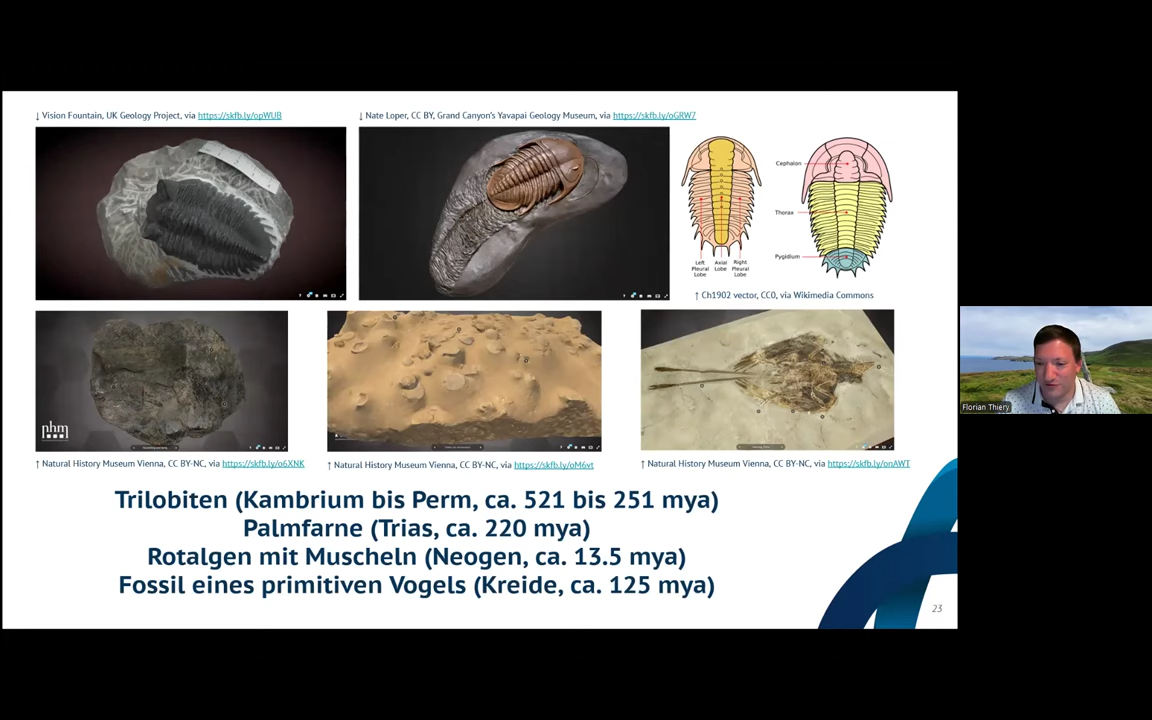 ↓ Vision Fountain, UK Geology Project, via https://skfb.ly/opWUB
↓ Nate Loper, CC BY, Grand Canyon's Yavapai Geology Museum, via https://skfb.ly/oGRW7
Cephalon
Thorax
Pygidium
Left Pleural Lobe
Axial Lobe
Right Pleural Lobe
↑ Ch1902 vector, CC0, via Wikimedia Commons
nhm
↑ Natural History Museum Vienna, CC BY-NC, via https://skfb.ly/o6XNK
↑ Natural History Museum Vienna, CC BY-NC, via https://skfb.ly/oM6vt
↑ Natural History Museum Vienna, CC BY-NC, via https://skfb.ly/onAWT
Trilobiten (Kambrium bis Perm, ca. 521 bis 251 mya)
Palmfarne (Trias, ca. 220 mya)
Rotalgen mit Muscheln (Neogen, ca. 13.5 mya)
Fossil eines primitiven Vogels (Kreide, ca. 125 mya)
23
Florian Thiery